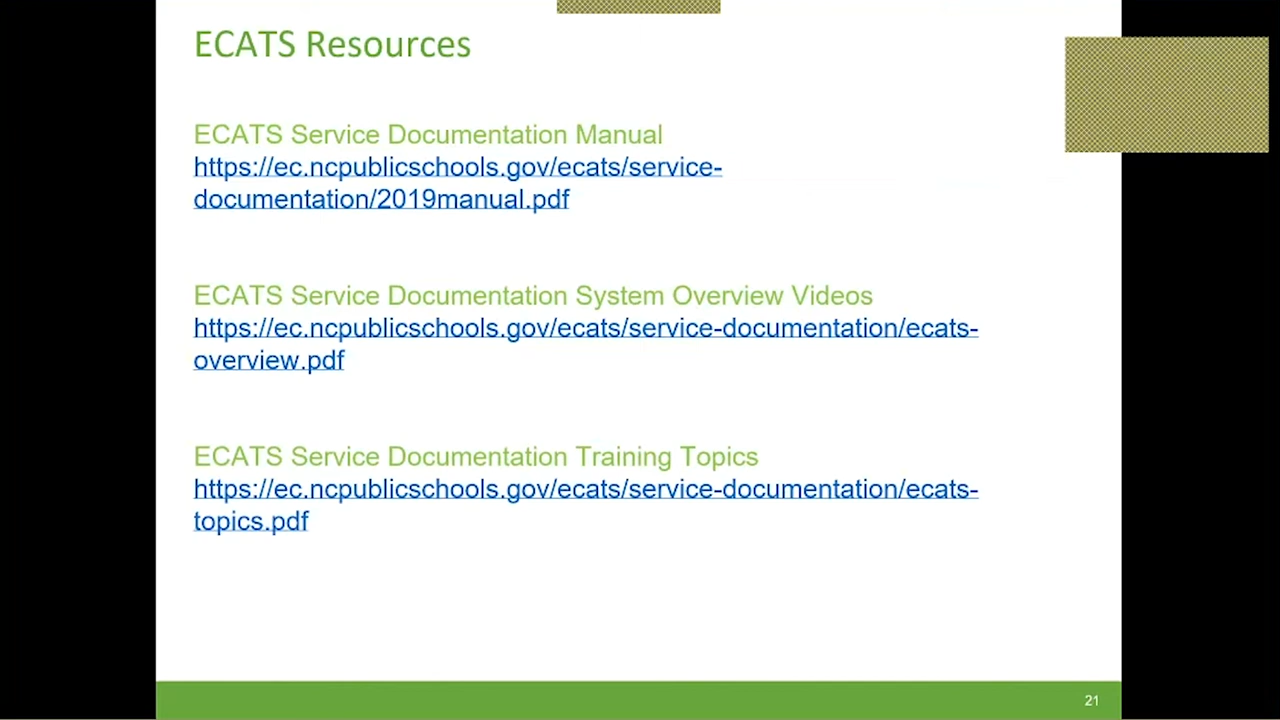 ECATS Resources
ECATS Service Documentation Manual
https://ec.ncpublicschools.gov/ecats/service-
documentation/2019manual.pdf
ECATS Service Documentation System Overview Videos
https://ec.ncpublicschools.gov/ecats/service-documentation/ecats-
overview.pdf
ECATS Service Documentation Training Topics
https://ec.ncpublicschools.gov/ecats/service-documentation/ecats-
topics.pdf
21